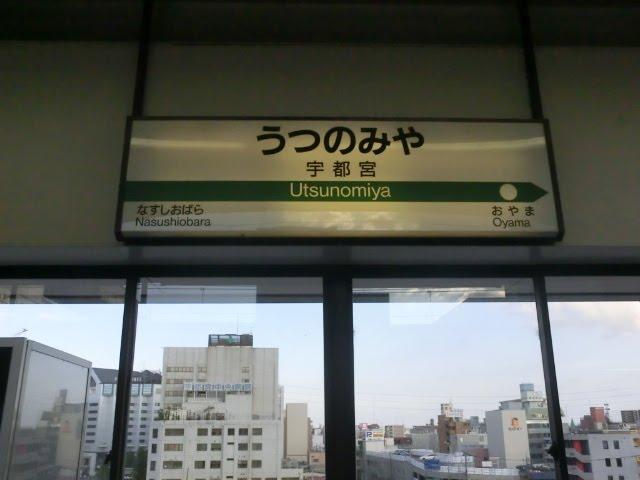 うつのみや
宇都宮
Utsunomiya
なすしおばら
Nasushiobara
おやま
Oyama
P